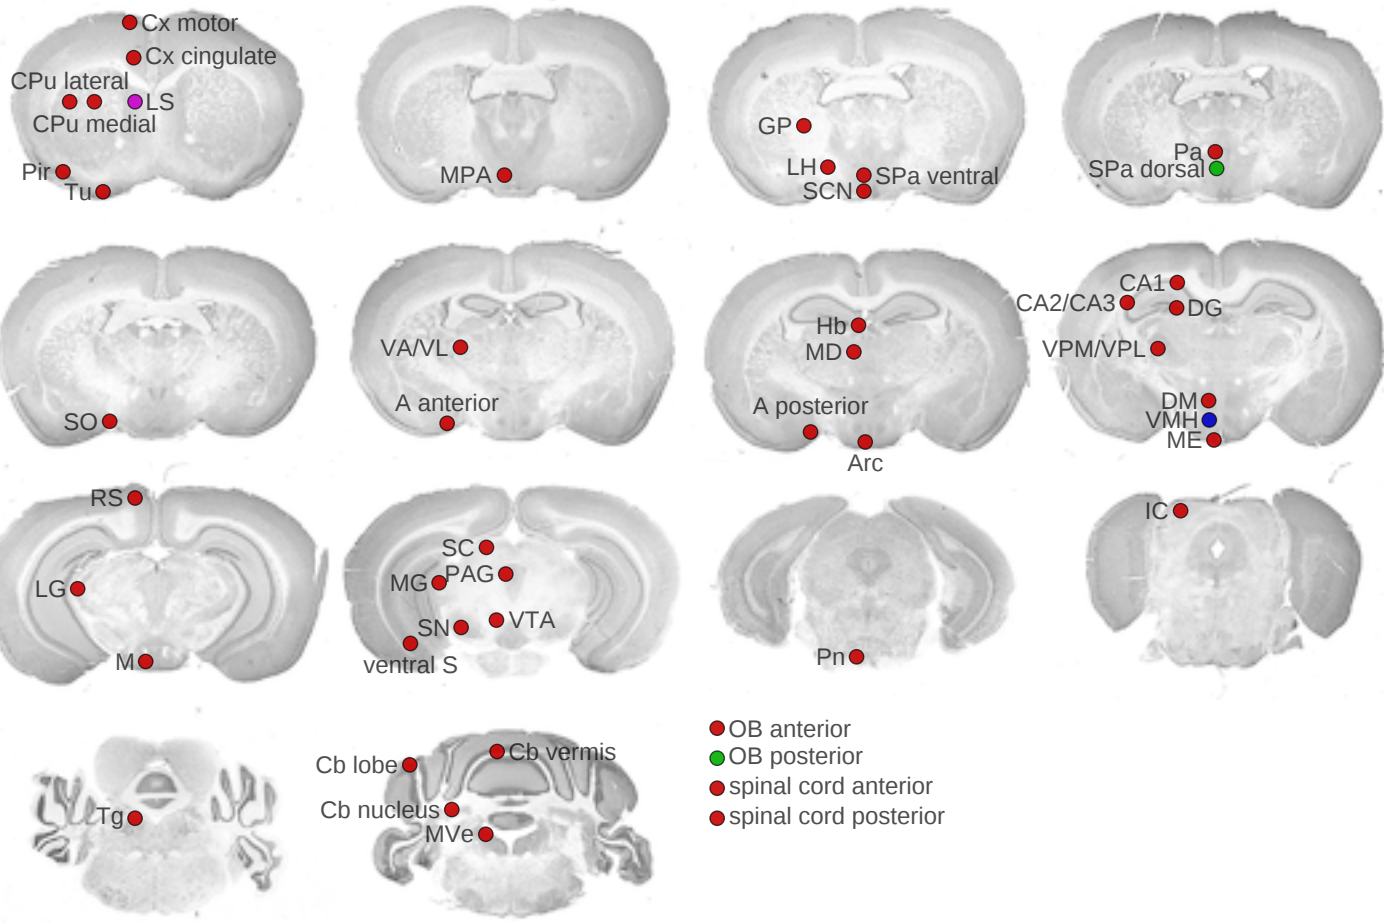 Cx motor
Cx cingulate
CPu lateral
LS
CPu medial
Pir
Tu
MPA
GP
LH
SPa ventral
SCN
Pa
SPa dorsal
SO
VA/VL
A anterior
Hb
MD
A posterior
Arc
CA1
CA2/CA3
DG
VPM/VPL
DM
VMH
ME
RS
LG
M
SC
MG
PAG
SN
VTA
ventral S
Pn
IC
Tg
Cb lobe
Cb vermis
Cb nucleus
MVe
OB anterior
OB posterior
spinal cord anterior
spinal cord posterior